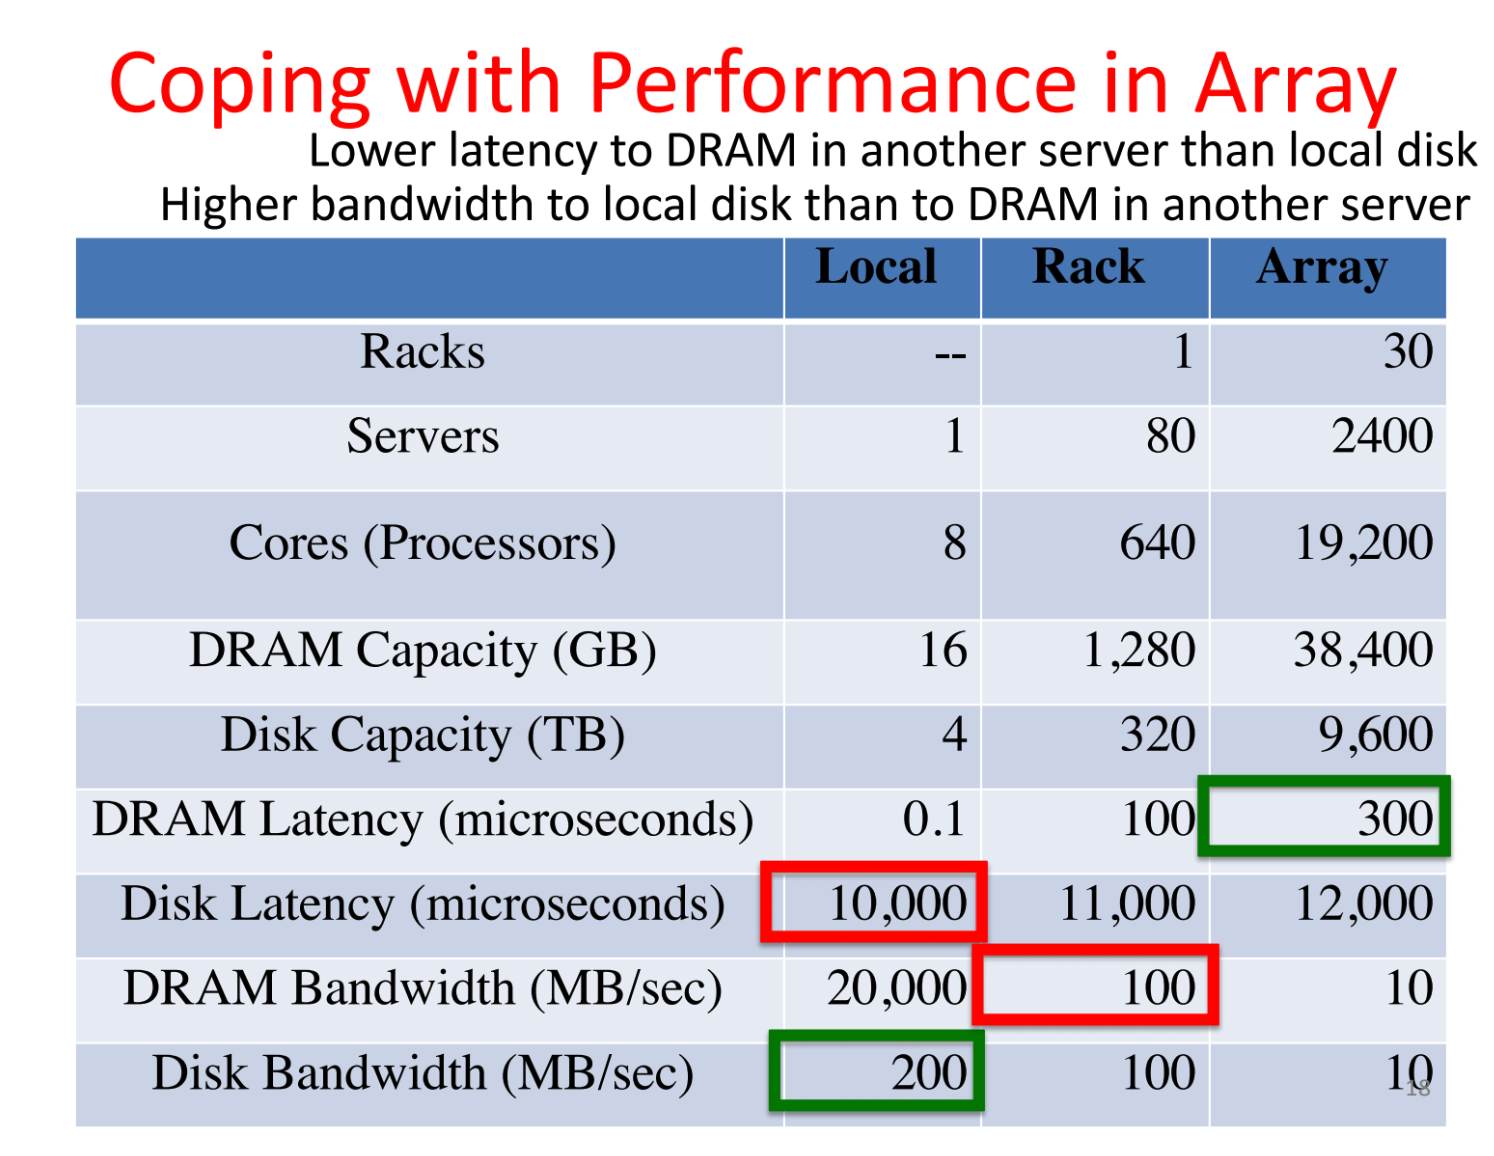 Coping with Performance in Array
Lower latency to DRAM in another server than local disk
Higher bandwidth to local disk than to DRAM in another server
Local Rack Array
Racks -- 1 30
Servers 1 80 2400
Cores (Processors) 8 640 19,200
DRAM Capacity (GB) 16 1,280 38,400
Disk Capacity (TB) 4 320 9,600
DRAM Latency (microseconds) 0.1 100 300
Disk Latency (microseconds) 10,000 11,000 12,000
DRAM Bandwidth (MB/sec) 20,000 100 10
Disk Bandwidth (MB/sec) 200 100 10
18